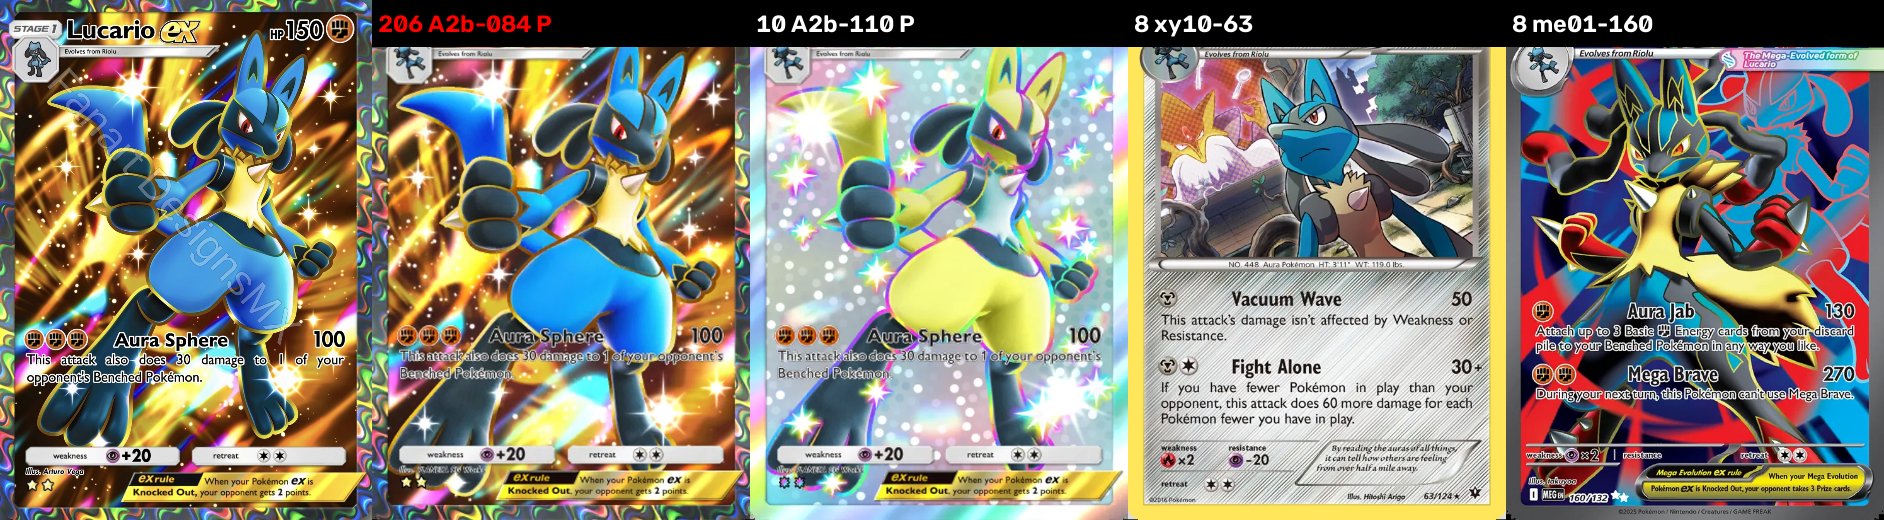 STAGE 1 Lucario ex HP 150
Evolves from Riolu
Fanart DesignsM
Aura Sphere 100
This attack also does 30 damage to 1 of your
opponent's Benched Pokémon.
weakness +20 retreat
Illus. Arturo Vega
ex rule When your Pokémon ex is
Knocked Out, your opponent gets 2 points.
206 A2b-084 P
Evolves from Riolu
Aura Sphere 100
This attack also does 30 damage to 1 of your opponent's
Benched Pokémon.
weakness +20 retreat
ex rule When your Pokémon ex is
Knocked Out, your opponent gets 2 points.
10 A2b-110 P
Evolves from Riolu
Aura Sphere 100
This attack also does 30 damage to 1 of your opponent's
Benched Pokémon.
weakness +20 retreat
ex rule When your Pokémon ex is
Knocked Out, your opponent gets 2 points.
8 xy10-63
Evolves from Riolu
NO. 448 Aura Pokémon HT: 3'11" WT: 119.0 lbs.
Vacuum Wave 50
This attack's damage isn't affected by Weakness or
Resistance.
Fight Alone 30+
If you have fewer Pokémon in play than your
opponent, this attack does 60 more damage for each
Pokémon fewer you have in play.
weakness resistance
×2 -20
retreat
By reading the auras of all things,
it can tell how others are feeling
from over half a mile away.
©2016 Pokémon
Illus. Hitoshi Ariga 63/124
8 me01-160
Evolves from Riolu
The Mega-Evolved form of
Lucario
Aura Jab 130
Attach up to 3 Basic Energy cards from your discard
pile to your Benched Pokémon in any way you like.
Mega Brave 270
During your next turn, this Pokémon can't use Mega Brave.
weakness ×2 resistance retreat
Illus. takuyoa
I MEG EN 160/132
Mega Evolution ex rule When your Mega Evolution
Pokémon ex is Knocked Out, your opponent takes 3 Prize cards.
©2025 Pokémon / Nintendo / Creatures / GAME FREAK